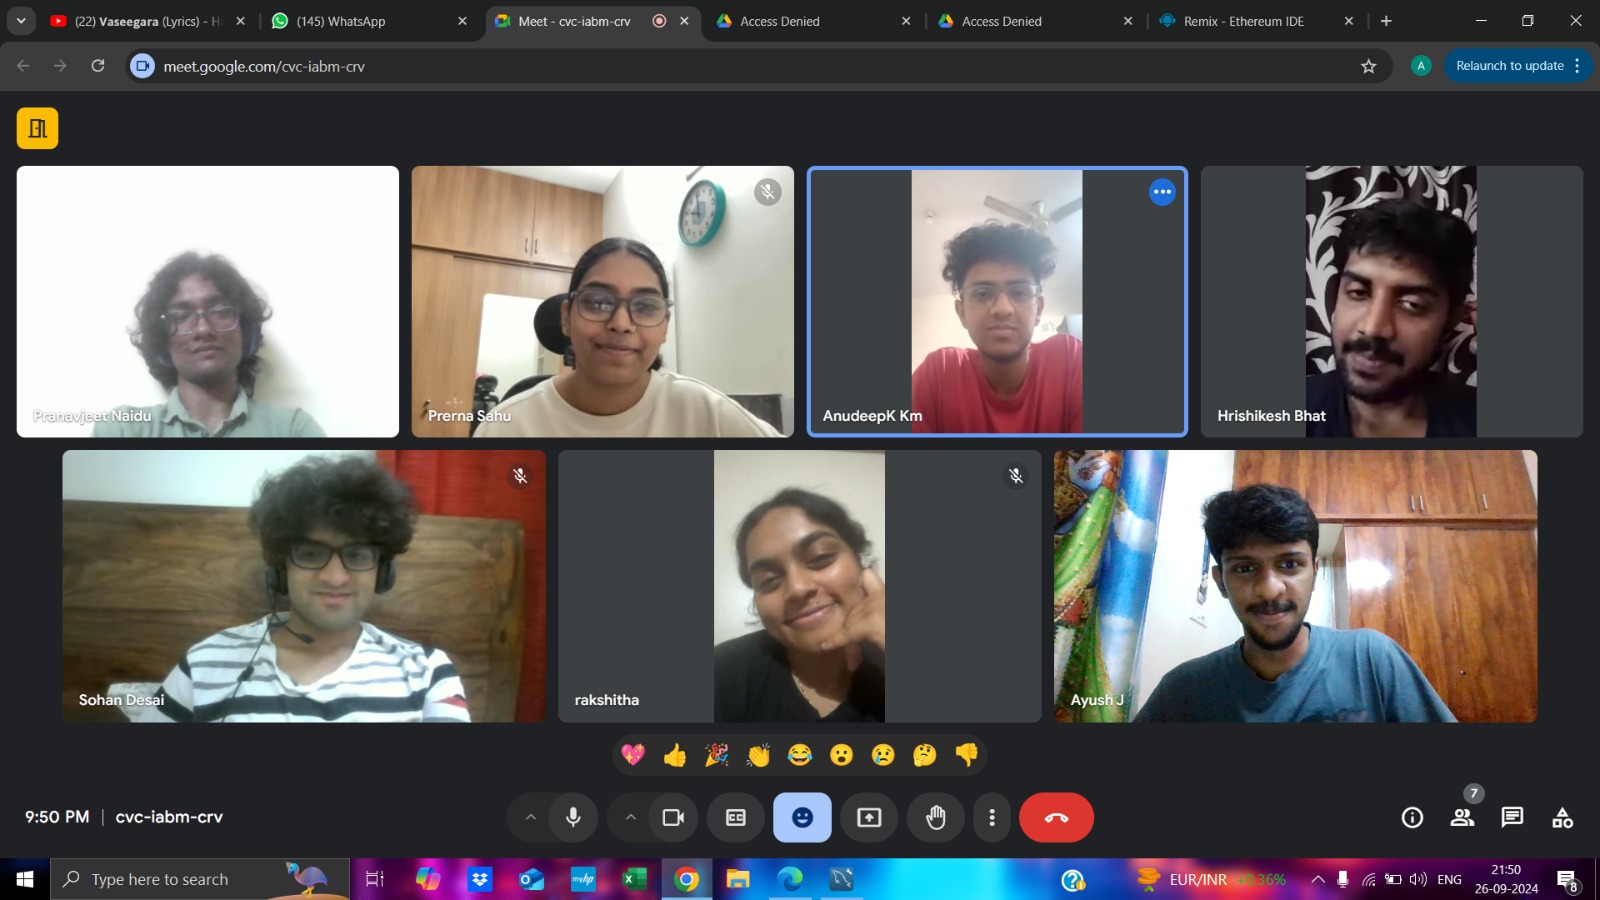 (22) Vaseegara (Lyrics) - H
(145) WhatsApp
Meet - cvc-iabm-crv
Access Denied
Access Denied
Remix - Ethereum IDE
meet.google.com/cvc-iabm-crv
A
Relaunch to update
Pranavjeet Naidu
Prerna Sahu
AnudeepK Km
Hrishikesh Bhat
Sohan Desai
rakshitha
Ayush J
9:50 PM | cvc-iabm-crv
7
Type here to search
myhp
EUR/INR +0.36%
ENG
21:50
26-09-2024
8